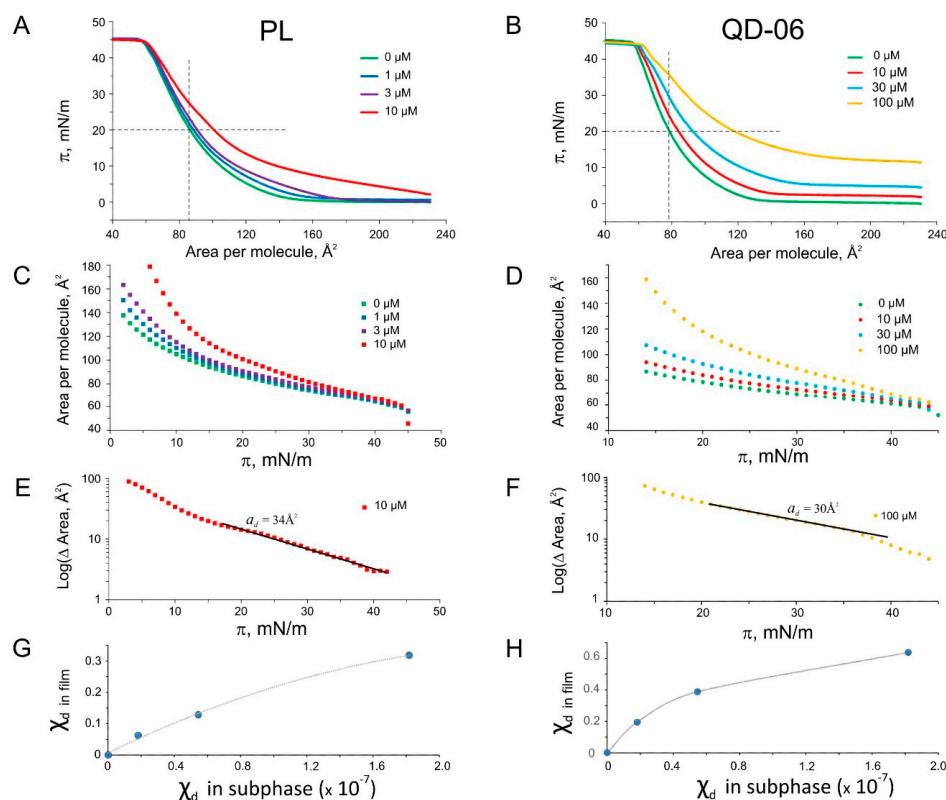 A
PL
50
40
30
20
10
0
π, mN/m
0 μM
1 μM
3 μM
10 μM
40 80 120 160 200 240
Area per molecule, Å²
B
QD-06
50
40
30
20
10
0
π, mN/m
0 μM
10 μM
30 μM
100 μM
40 80 120 160 200 240
Area per molecule, Å²
C
180
160
140
120
100
80
60
40
Area per molecule, Å²
0 μM
1 μM
3 μM
10 μM
0 10 20 30 40 50
π, mN/m
D
180
160
140
120
100
80
60
40
Area per molecule, Å²
0 μM
10 μM
30 μM
100 μM
10 20 30 40
π, mN/m
E
100
10
1
Log(Δ Area, Å²)
10 μM
a_d = 34Å²
0 10 20 30 40 50
π, mN/m
F
100
10
1
Log(Δ Area, Å²)
100 μM
a_d = 30Å²
10 20 30 40
π, mN/m
G
0.3
0.2
0.1
0
χd in film
0 0.4 0.8 1.2 1.6 2.0
χd in subphase (× 10⁻⁷)
H
0.6
0.4
0.2
0
χd in film
0 0.4 0.8 1.2 1.6 2.0
χd in subphase (× 10⁻⁷)